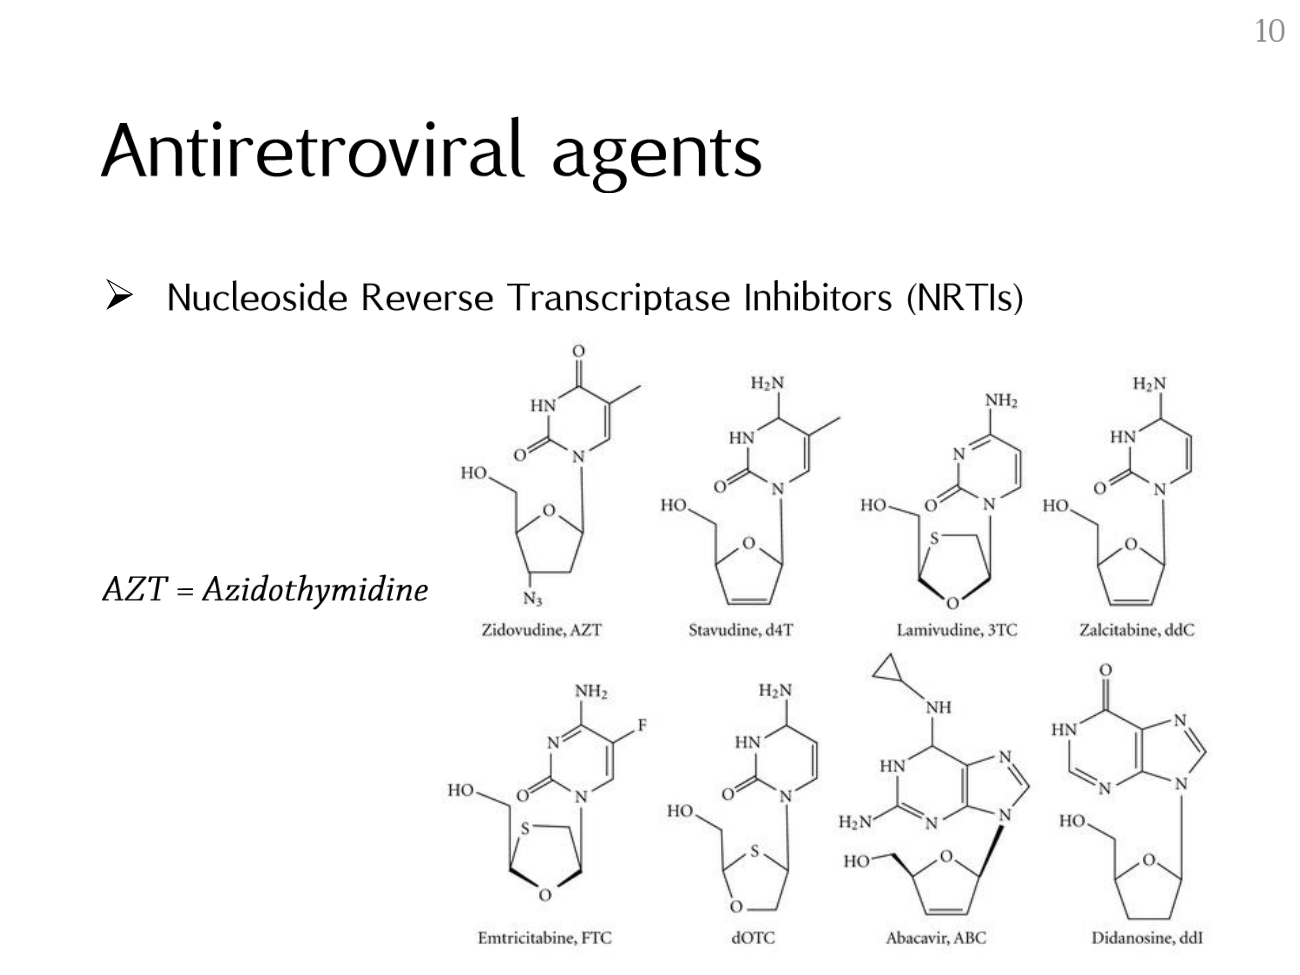 10
Antiretroviral agents
➢ Nucleoside Reverse Transcriptase Inhibitors (NRTIs)
O
HN
O
N
HO
O
N3
Zidovudine, AZT
H2N
HN
O
N
HO
O
Stavudine, d4T
NH2
N
O
N
HO
S
O
Lamivudine, 3TC
H2N
HN
O
N
HO
O
Zalcitabine, ddC
AZT = Azidothymidine
NH2
F
N
O
N
HO
S
O
Emtricitabine, FTC
H2N
HN
O
N
HO
S
O
dOTC
NH
HN
N
H2N
N
N
HO
O
Abacavir, ABC
O
HN
N
N
N
HO
O
Didanosine, ddI